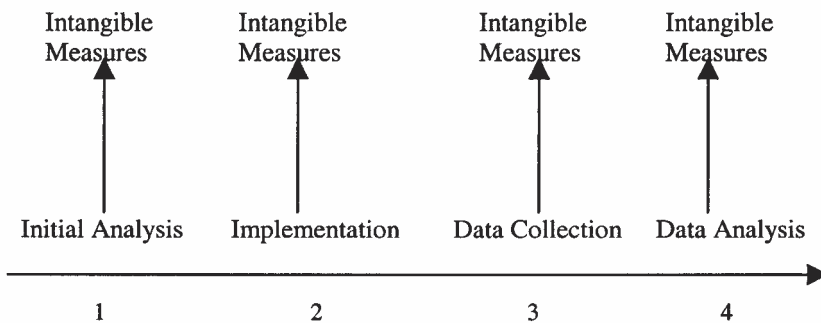 Intangible Intangible Intangible Intangible
Measures Measures Measures Measures
Initial Analysis Implementation Data Collection Data Analysis
1 2 3 4